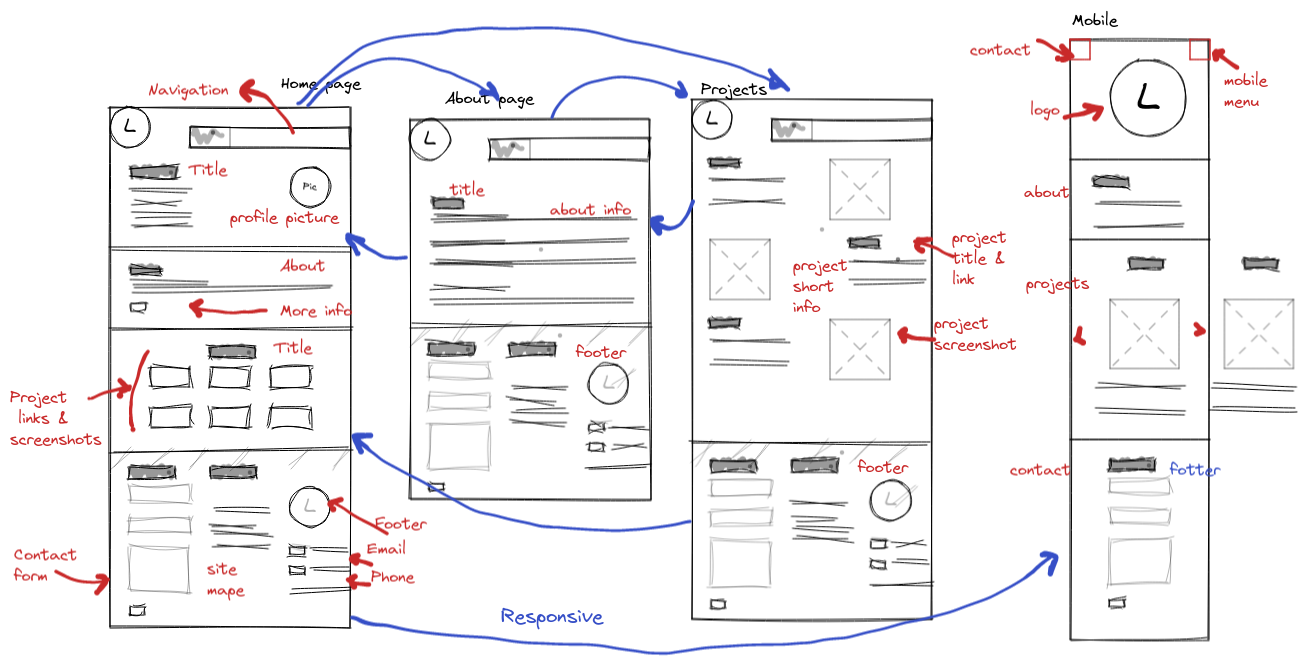 Home page
Navigation
L
Title
Pic
profile picture
About
More info
Title
Project
links &
screenshots
L
Footer
Email
Phone
Contact
form
site
mape
About page
L
title
about info
footer
L
Projects
L
project
title &
link
project
short
info
project
screenshot
footer
L
Responsive
Mobile
contact
mobile
menu
logo
L
about
projects
contact
fotter